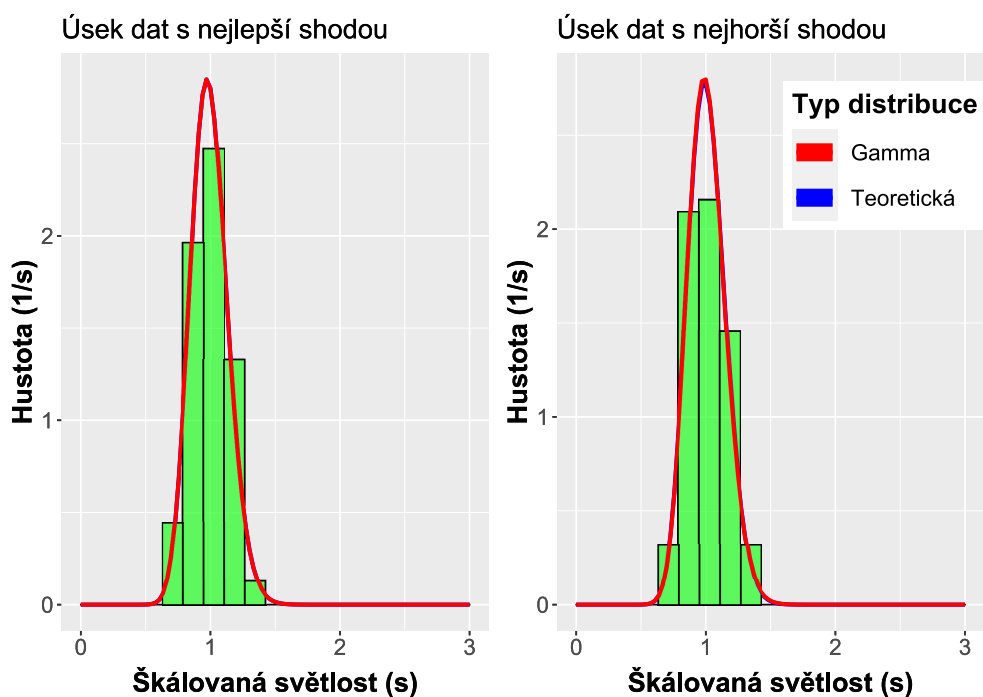 Úsek dat s nejlepší shodou
2
1
0
0 1 2 3
Hustota (1/s)
Škálovaná světlost (s)
Úsek dat s nejhorší shodou
2
1
0
0 1 2 3
Hustota (1/s)
Škálovaná světlost (s)
Typ distribuce
Gamma
Teoretická